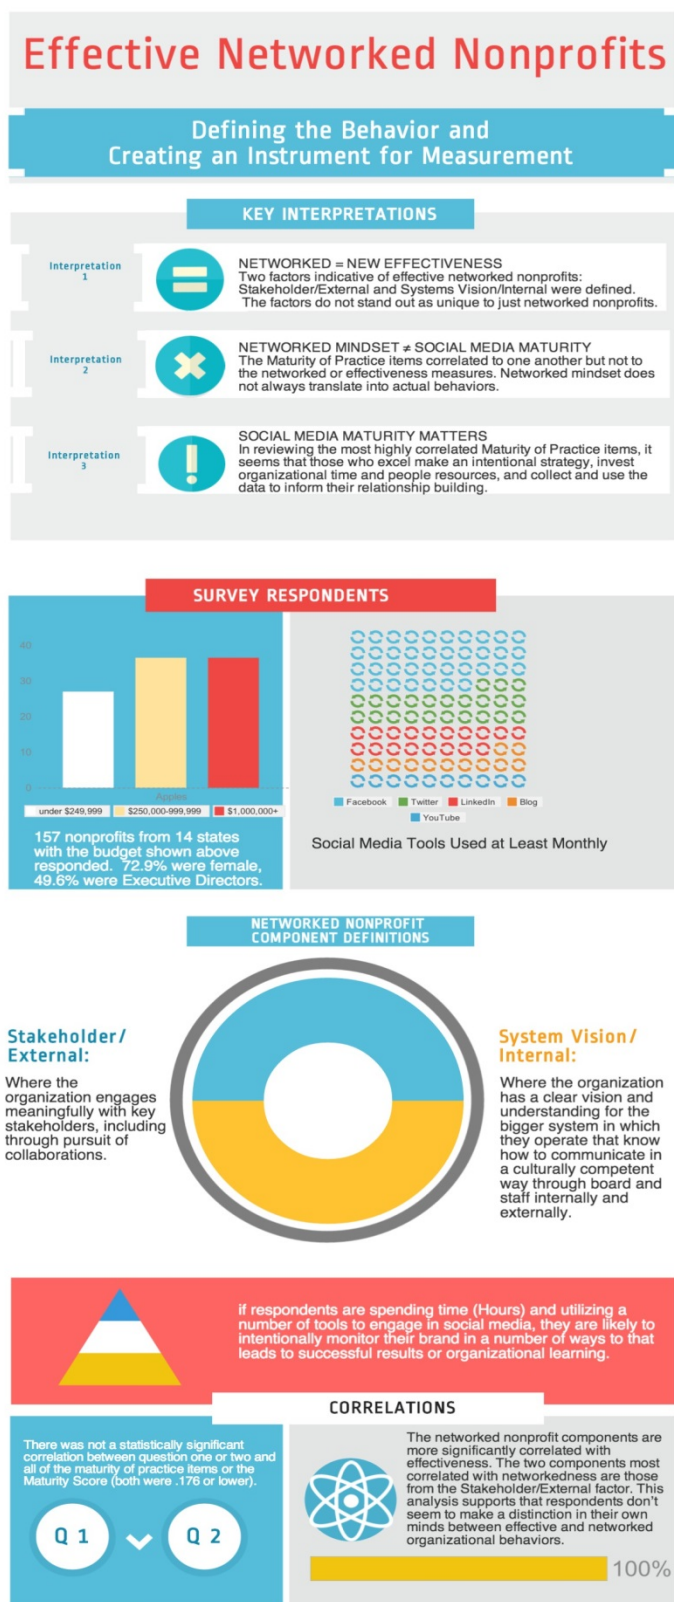 Effective Networked Nonprofits
Defining the Behavior and
Creating an Instrument for Measurement
KEY INTERPRETATIONS
Interpretation
1
NETWORKED = NEW EFFECTIVENESS
Two factors indicative of effective networked nonprofits:
Stakeholder/External and Systems Vision/Internal were defined.
The factors do not stand out as unique to just networked nonprofits.
Interpretation
2
NETWORKED MINDSET ≠ SOCIAL MEDIA MATURITY
The Maturity of Practice items correlated to one another but not to
the networked or effectiveness measures. Networked mindset does
not always translate into actual behaviors.
Interpretation
3
SOCIAL MEDIA MATURITY MATTERS
In reviewing the most highly correlated Maturity of Practice items, it
seems that those who excel make an intentional strategy, invest
organizational time and people resources, and collect and use the
data to inform their relationship building.
SURVEY RESPONDENTS
40
30
20
10
0
Apples
under $249,999
$250,000-999,999
$1,000,000+
157 nonprofits from 14 states
with the budget shown above
responded. 72.9% were female,
49.6% were Executive Directors.
Facebook
Twitter
LinkedIn
Blog
YouTube
Social Media Tools Used at Least Monthly
NETWORKED NONPROFIT
COMPONENT DEFINITIONS
Stakeholder/
External:
Where the
organization engages
meaningfully with key
stakeholders, including
through pursuit of
collaborations.
System Vision/
Internal:
Where the organization
has a clear vision and
understanding for the
bigger system in which
they operate that know
how to communicate in
a culturally competent
way through board and
staff internally and
externally.
if respondents are spending time (Hours) and utilizing a
number of tools to engage in social media, they are likely to
intentionally monitor their brand in a number of ways to that
leads to successful results or organizational learning.
CORRELATIONS
There was not a statistically significant
correlation between question one or two and
all of the maturity of practice items or the
Maturity Score (both were .176 or lower).
Q 1
Q 2
The networked nonprofit components are
more significantly correlated with
effectiveness. The two components most
correlated with networkedness are those
from the Stakeholder/External factor. This
analysis supports that respondents don't
seem to make a distinction in their own
minds between effective and networked
organizational behaviors.
100%